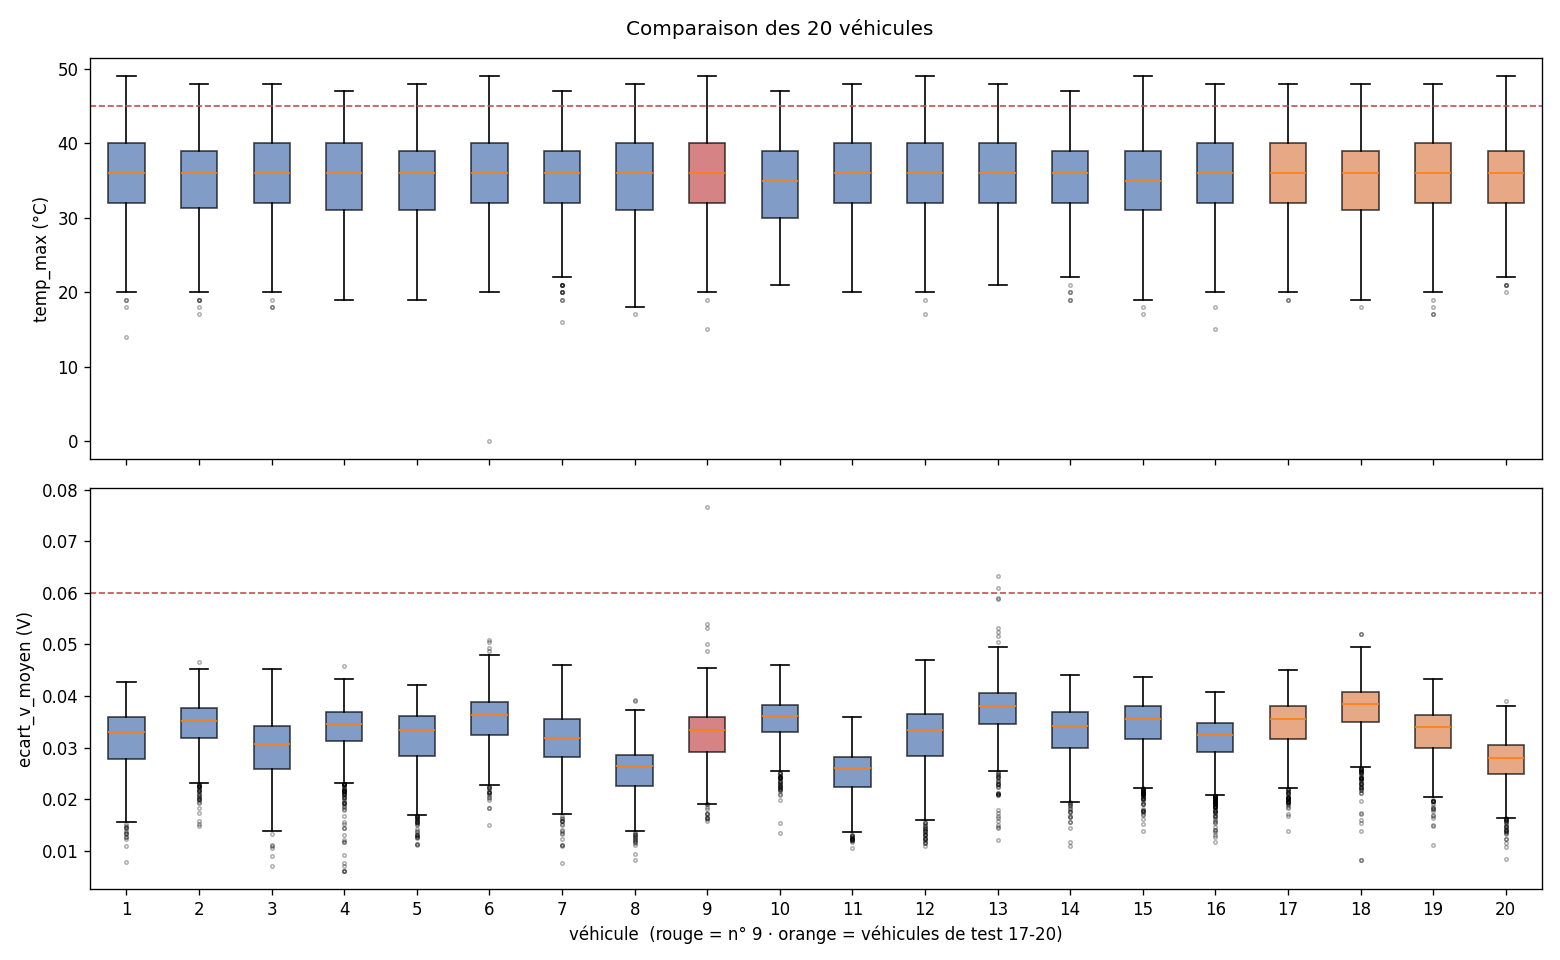 Comparaison des 20 véhicules
temp_max (°C)
50
40
30
20
10
0
ecart_v_moyen (V)
0.08
0.07
0.06
0.05
0.04
0.03
0.02
0.01
1 2 3 4 5 6 7 8 9 10 11 12 13 14 15 16 17 18 19 20
véhicule (rouge = n° 9 · orange = véhicules de test 17-20)